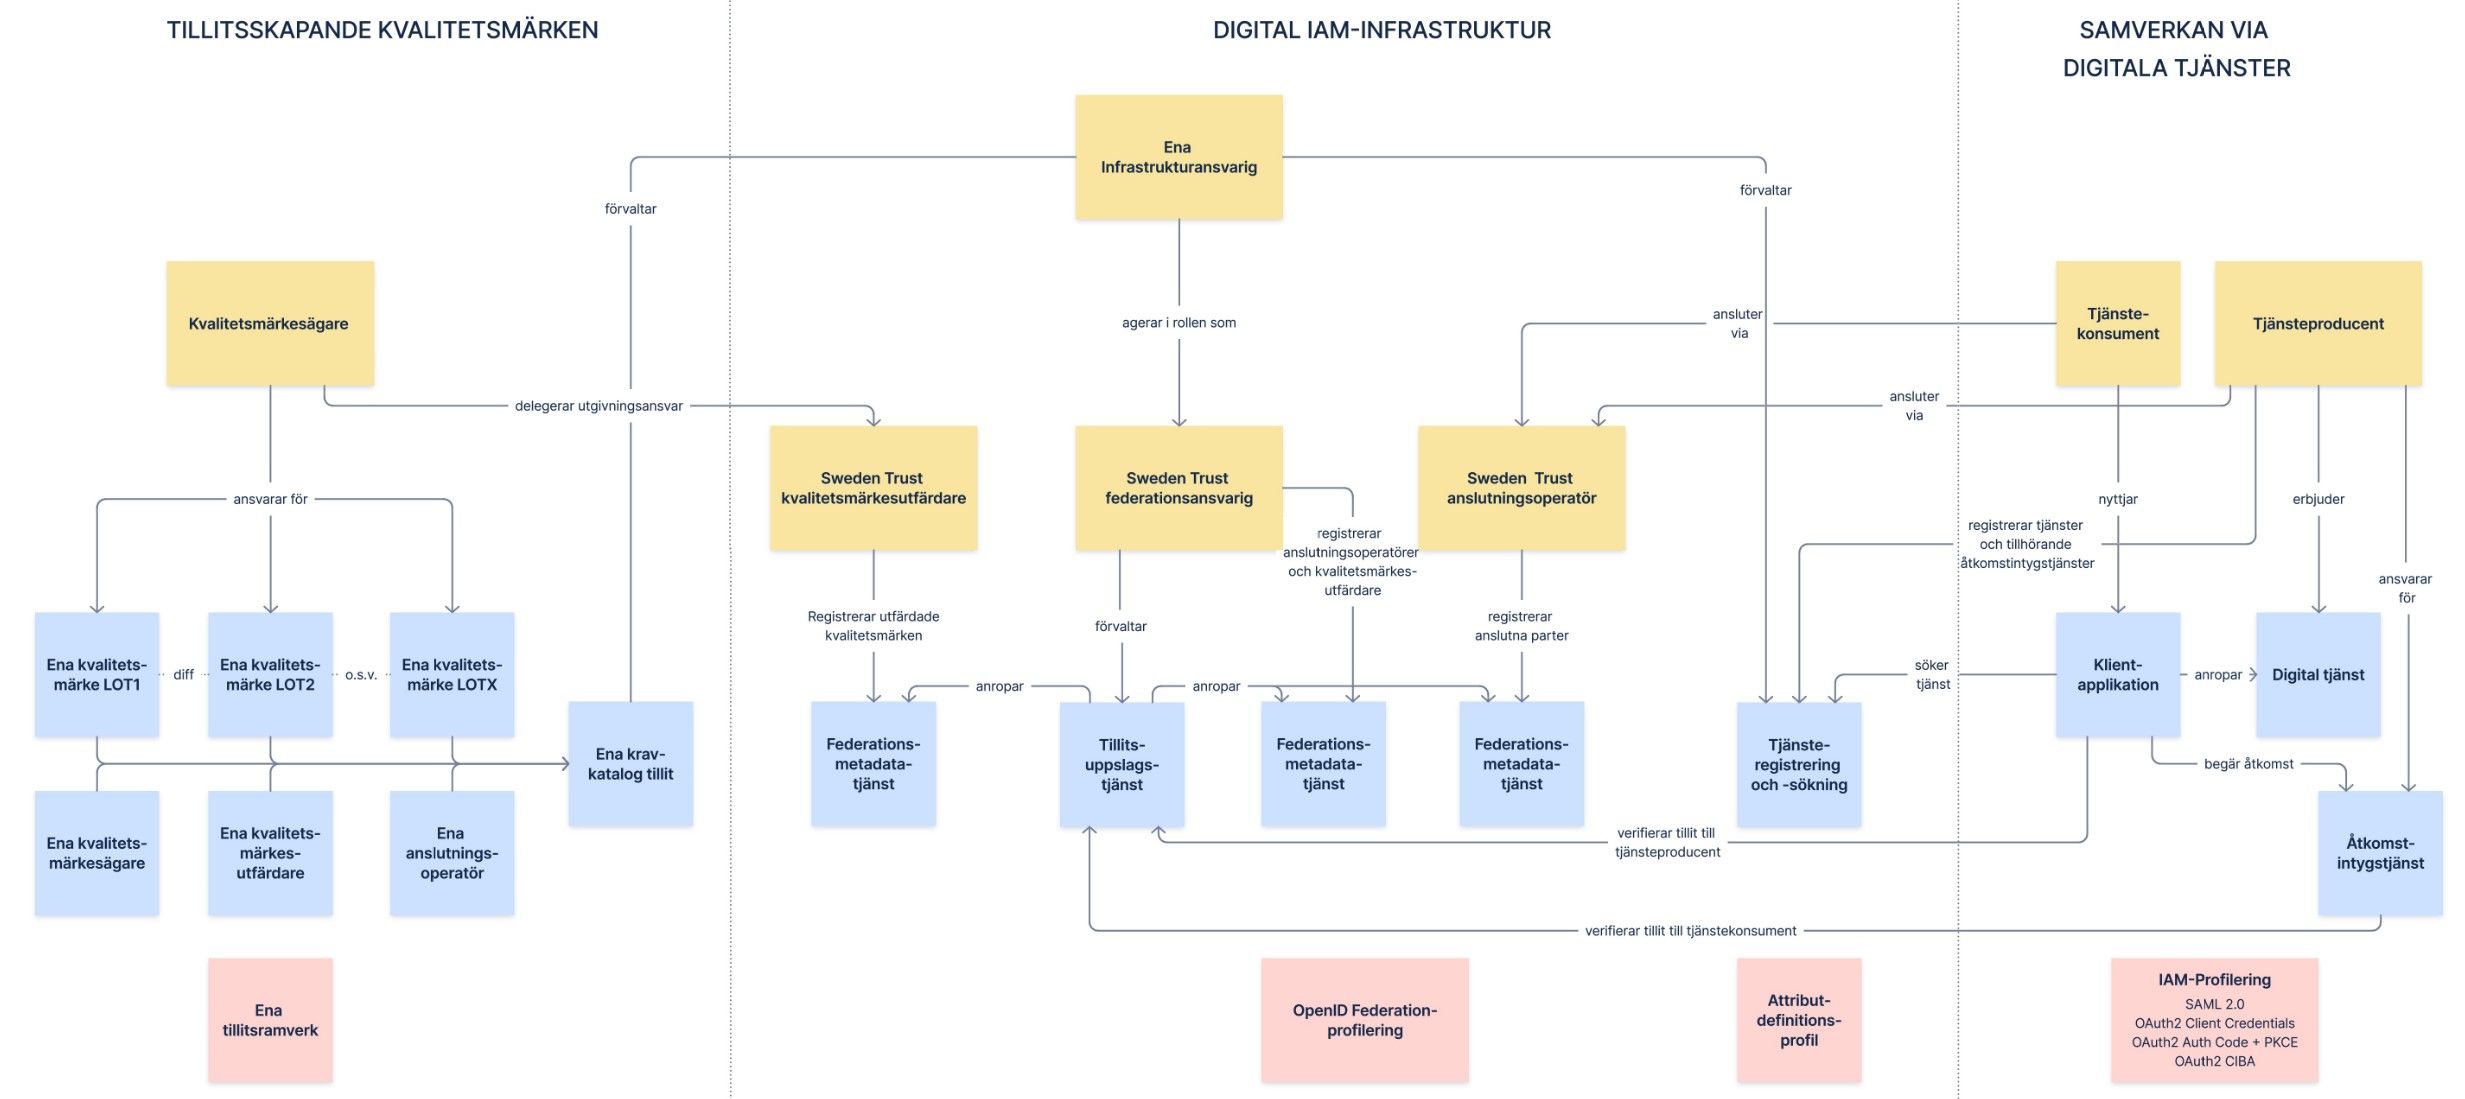 TILLITSSKAPANDE KVALITETSMÄRKEN
DIGITAL IAM-INFRASTRUKTUR
SAMVERKAN VIA
DIGITALA TJÄNSTER
Ena
Infrastrukturansvarig
förvaltar
förvaltar
Kvalitetsmärkesägare
agerar i rollen som
ansluter
via
Tjänste-
konsument
Tjänsteproducent
delegerar utgivningsansvar
ansluter
via
Sweden Trust
kvalitetsmärkesutfärdare
Sweden Trust
federationsansvarig
Sweden Trust
anslutningsoperatör
ansvarar för
nyttjar
erbjuder
registrerar
anslutningsoperatörer
och kvalitetsmärkes-
utfärdare
registrerar tjänster
och tillhörande
åtkomstintygstjänster
ansvarar
för
Registrerar utfärdade
kvalitetsmärken
förvaltar
registrerar
anslutna parter
Ena kvalitets-
märke LOT1
diff
Ena kvalitets-
märke LOT2
o.s.v.
Ena kvalitets-
märke LOTX
anropar
anropar
söker
tjänst
Klient-
applikation
anropar
Digital tjänst
Ena krav-
katalog tillit
Federations-
metadata-
tjänst
Tillits-
uppslags-
tjänst
Federations-
metadata-
tjänst
Federations-
metadata-
tjänst
Tjänste-
registrering
och -sökning
begär åtkomst
Ena kvalitets-
märkesägare
Ena kvalitets-
märkes-
utfärdare
Ena
anslutnings-
operatör
verifierar tillit till
tjänsteproducent
Åtkomst-
intygstjänst
verifierar tillit till tjänstekonsument
Ena
tillitsramverk
OpenID Federation-
profilering
Attribut-
definitions-
profil
IAM-Profilering
SAML 2.0
OAuth2 Client Credentials
OAuth2 Auth Code + PKCE
OAuth2 CIBA